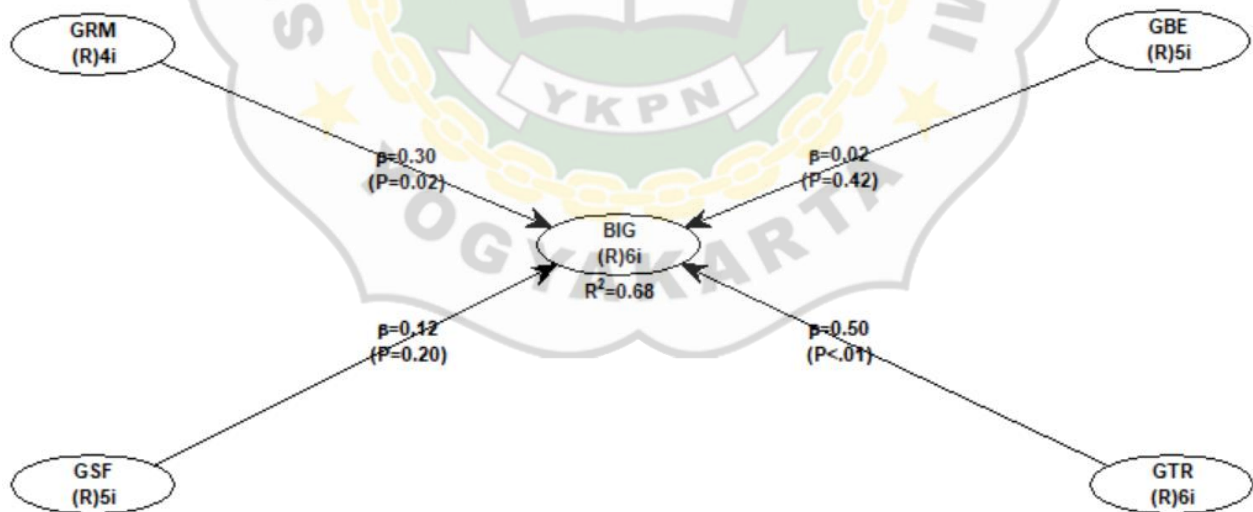 GRM
(R)4i
GBE
(R)5i
YKPN
β=0.30
(P=0.02)
β=0.02
(P=0.42)
YOGYAKARTA
BIG
(R)6i
R²=0.68
β=0.12
(P=0.20)
β=0.50
(P<.01)
GSF
(R)5i
GTR
(R)6i